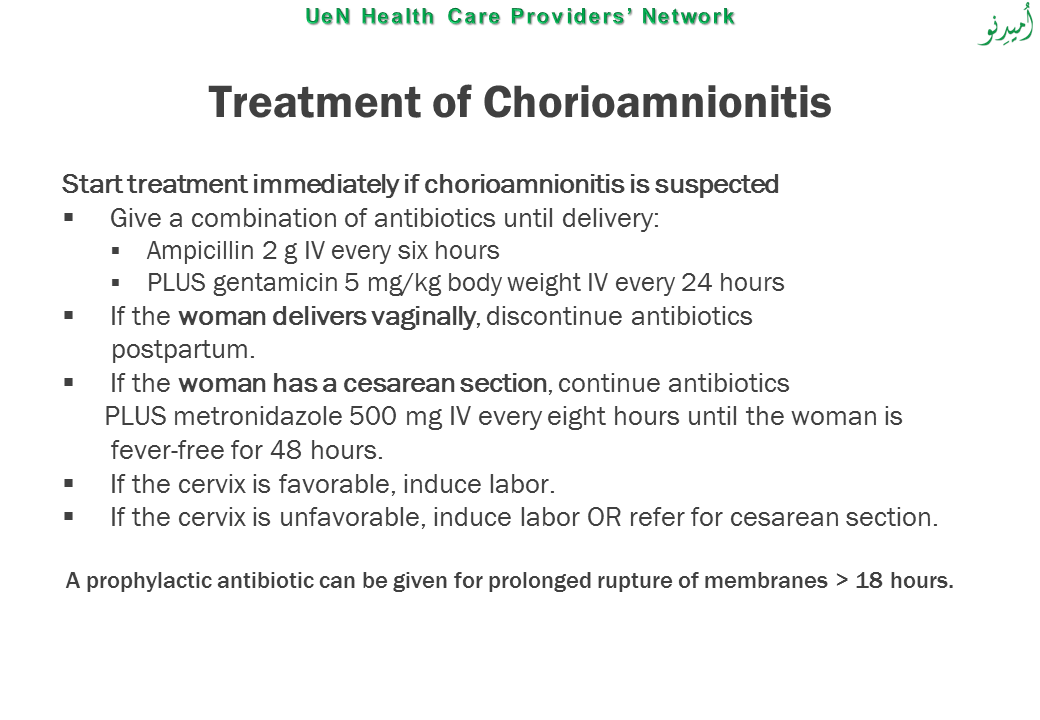 UeN Health Care Providers' Network
أُميدِنو
Treatment of Chorioamnionitis
Start treatment immediately if chorioamnionitis is suspected
▪ Give a combination of antibiotics until delivery:
▪ Ampicillin 2 g IV every six hours
▪ PLUS gentamicin 5 mg/kg body weight IV every 24 hours
▪ If the woman delivers vaginally, discontinue antibiotics
postpartum.
▪ If the woman has a cesarean section, continue antibiotics
PLUS metronidazole 500 mg IV every eight hours until the woman is
fever-free for 48 hours.
▪ If the cervix is favorable, induce labor.
▪ If the cervix is unfavorable, induce labor OR refer for cesarean section.
A prophylactic antibiotic can be given for prolonged rupture of membranes > 18 hours.